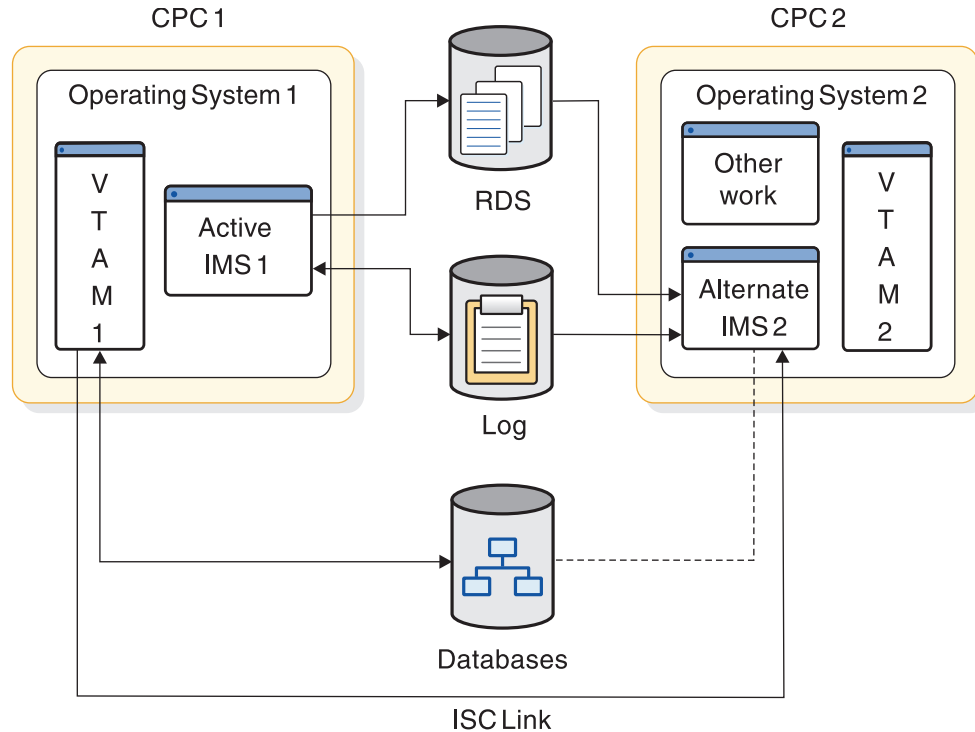 CPC 1
CPC 2
Operating System 1
Operating System 2
V
T
A
M
1
Active
IMS 1
RDS
Other
work
V
T
A
M
2
Alternate
IMS 2
Log
Databases
ISC Link